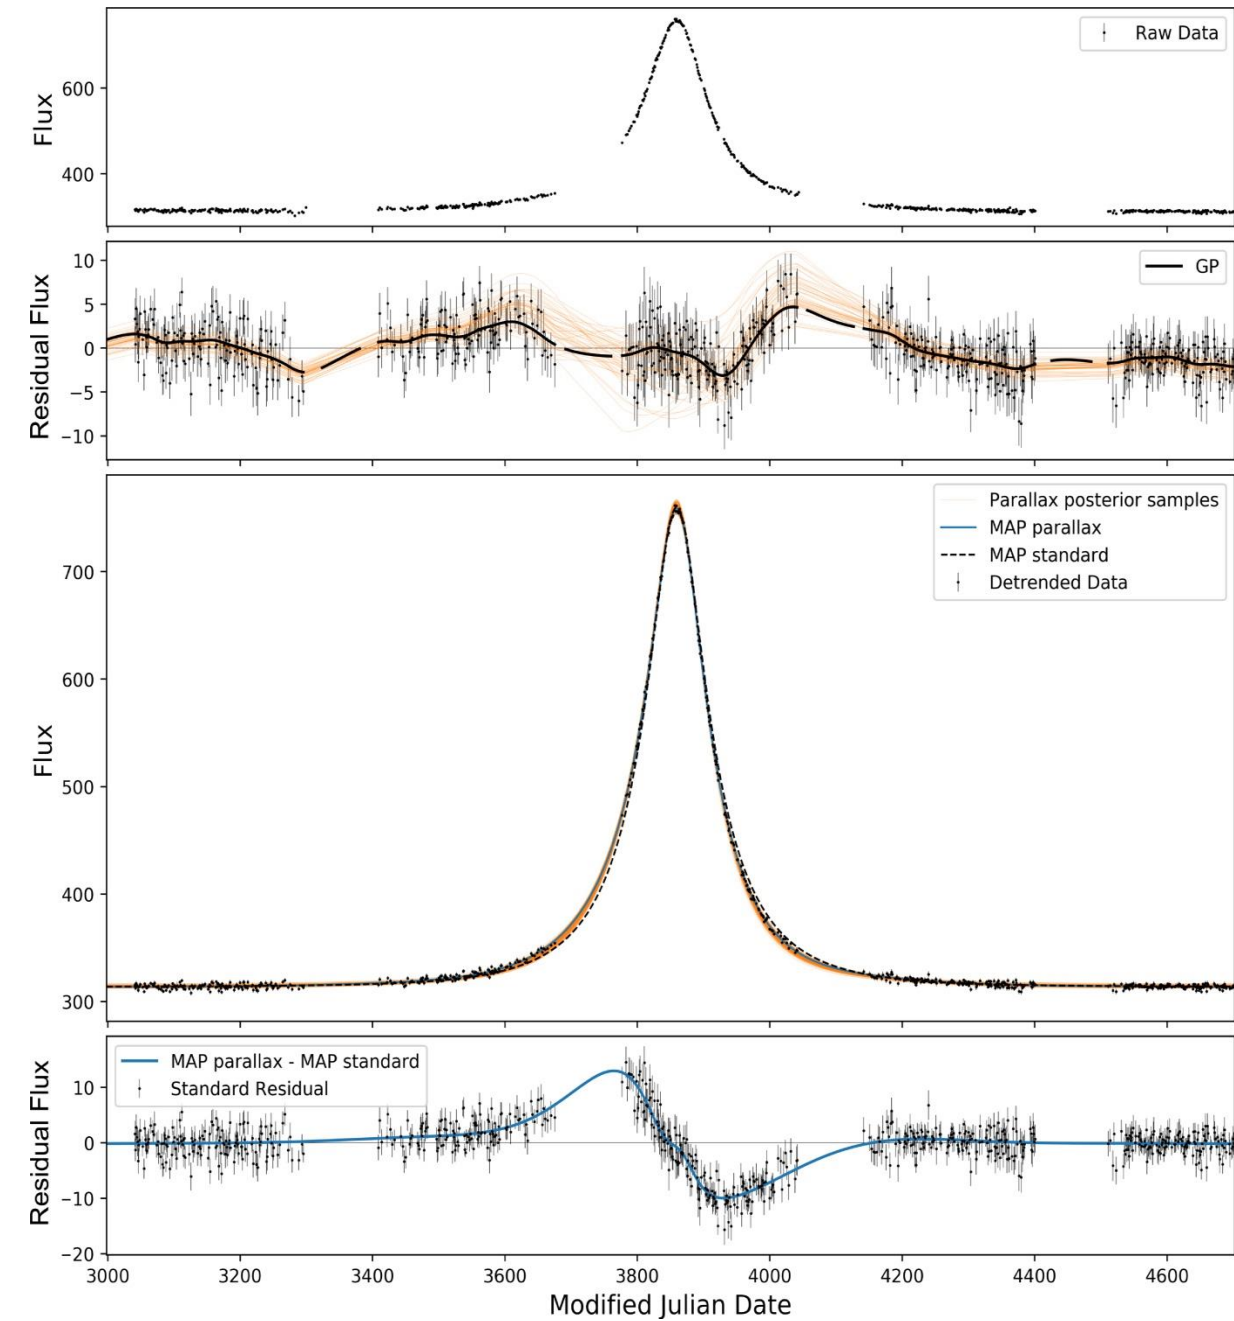 Flux
600
400
Raw Data
Residual Flux
10
5
0
−5
−10
GP
Flux
700
600
500
400
300
Parallax posterior samples
MAP parallax
MAP standard
Detrended Data
Residual Flux
10
0
−10
−20
MAP parallax - MAP standard
Standard Residual
3000 3200 3400 3600 3800 4000 4200 4400 4600
Modified Julian Date